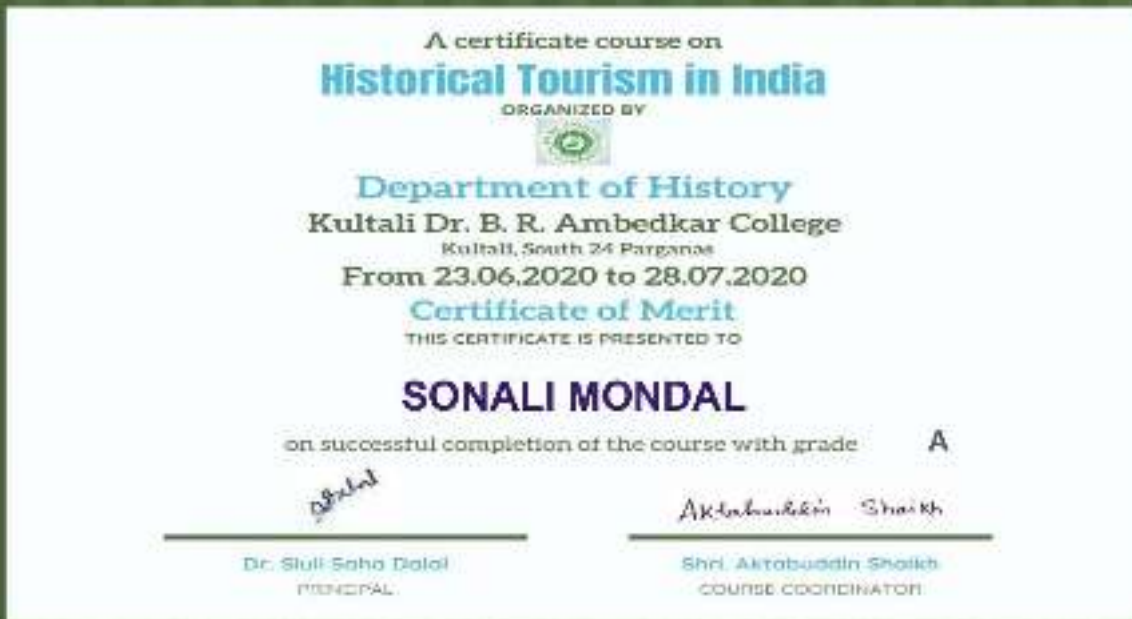 A certificate course on
Historical Tourism in India
ORGANIZED BY
Department of History
Kultali Dr. B. R. Ambedkar College
Kultali, South 24 Parganas
From 23.06.2020 to 28.07.2020
Certificate of Merit
THIS CERTIFICATE IS PRESENTED TO
SONALI MONDAL
on successful completion of the course with grade A
Aktabuddin Shaikh
Dr. Siuli Saha Dalal Shri. Aktabuddin Shaikh
PRINCIPAL COURSE COORDINATOR